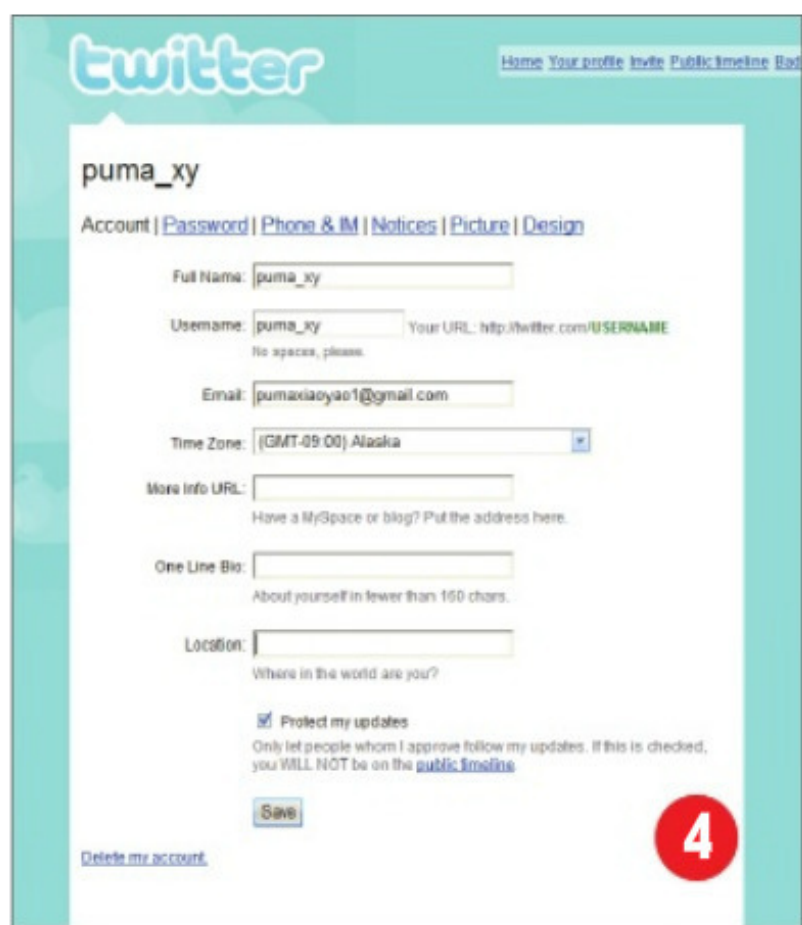 twitter
Home Your profile Invite Public timeline Bad
puma_xy
Account | Password | Phone & IM | Notices | Picture | Design
Full Name: puma_xy
Username: puma_xy Your URL: http://twitter.com/USERNAME
No spaces, please.
Email: pumaxiaoyao1@gmail.com
Time Zone: (GMT-09:00) Alaska
More Info URL:
Have a MySpace or blog? Put the address here.
One Line Bio:
About yourself in fewer than 160 chars.
Location:
Where in the world are you?
Protect my updates
Only let people whom I approve follow my updates. If this is checked,
you WILL NOT be on the public timeline.
Save
4
Delete my account.